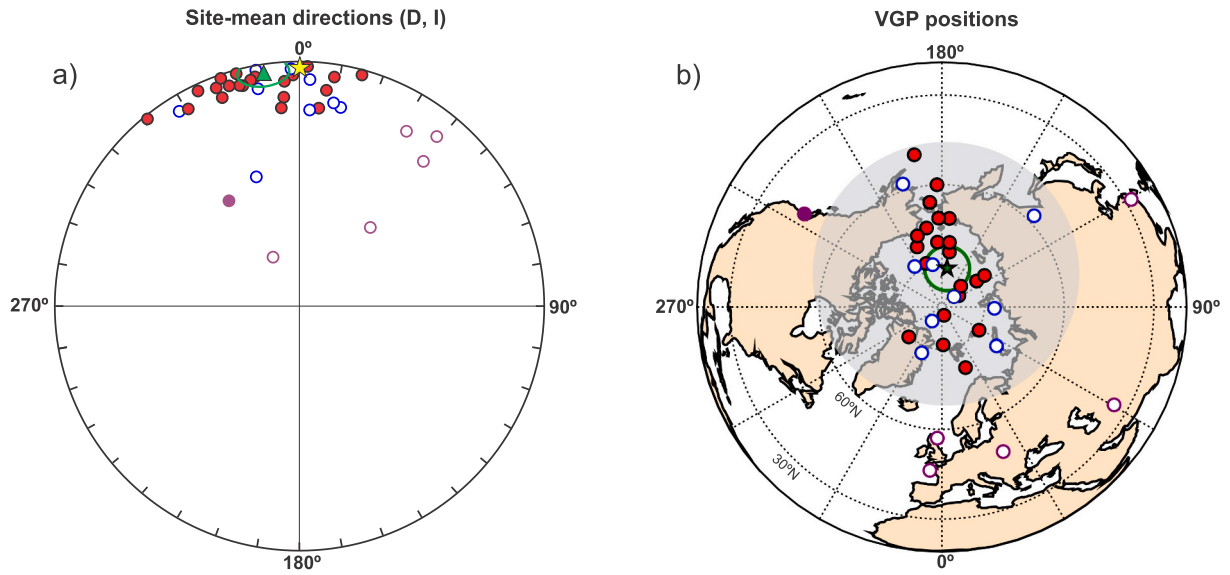 Site-mean directions (D, I)
VGP positions
a)
0º
b)
180º
270º
90º
270º
90º
60ºN
30ºN
180º
0º